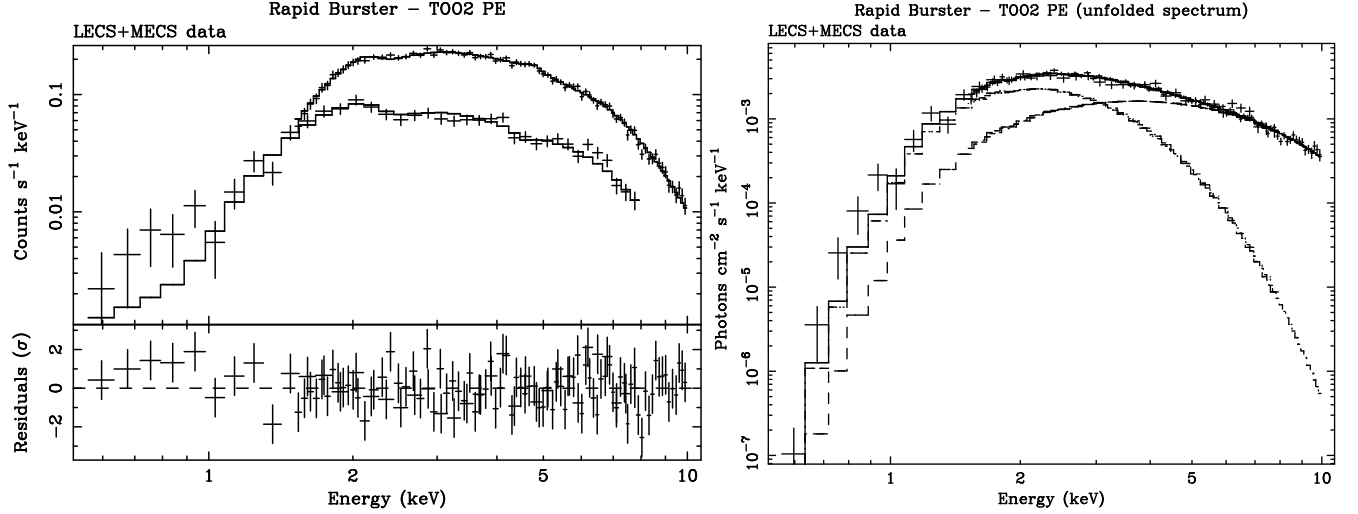 Rapid Burster − TOO2 PE
LECS+MECS data
Counts s⁻¹ keV⁻¹
0.1
0.01
Residuals (σ)
2
0
−2
1
2
5
10
Energy (keV)
Rapid Burster − TOO2 PE (unfolded spectrum)
LECS+MECS data
Photons cm⁻² s⁻¹ keV⁻¹
10⁻³
10⁻⁴
10⁻⁵
10⁻⁶
10⁻⁷
1
2
5
10
Energy (keV)